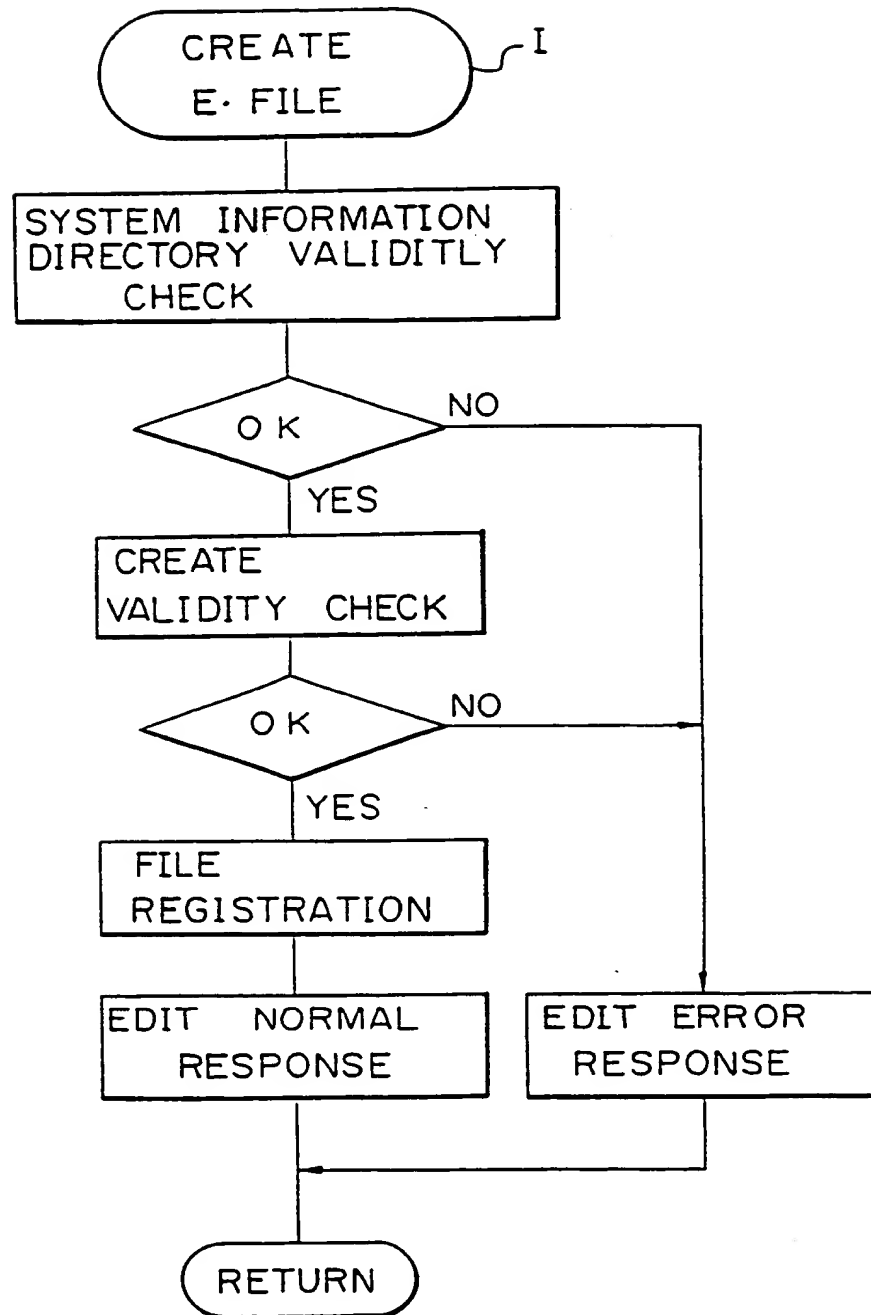 CREATE
E. FILE
I
SYSTEM INFORMATION
DIRECTORY VALIDITLY
CHECK
OK
NO
YES
CREATE
VALIDITY CHECK
OK
NO
YES
FILE
REGISTRATION
EDIT NORMAL
RESPONSE
EDIT ERROR
RESPONSE
RETURN